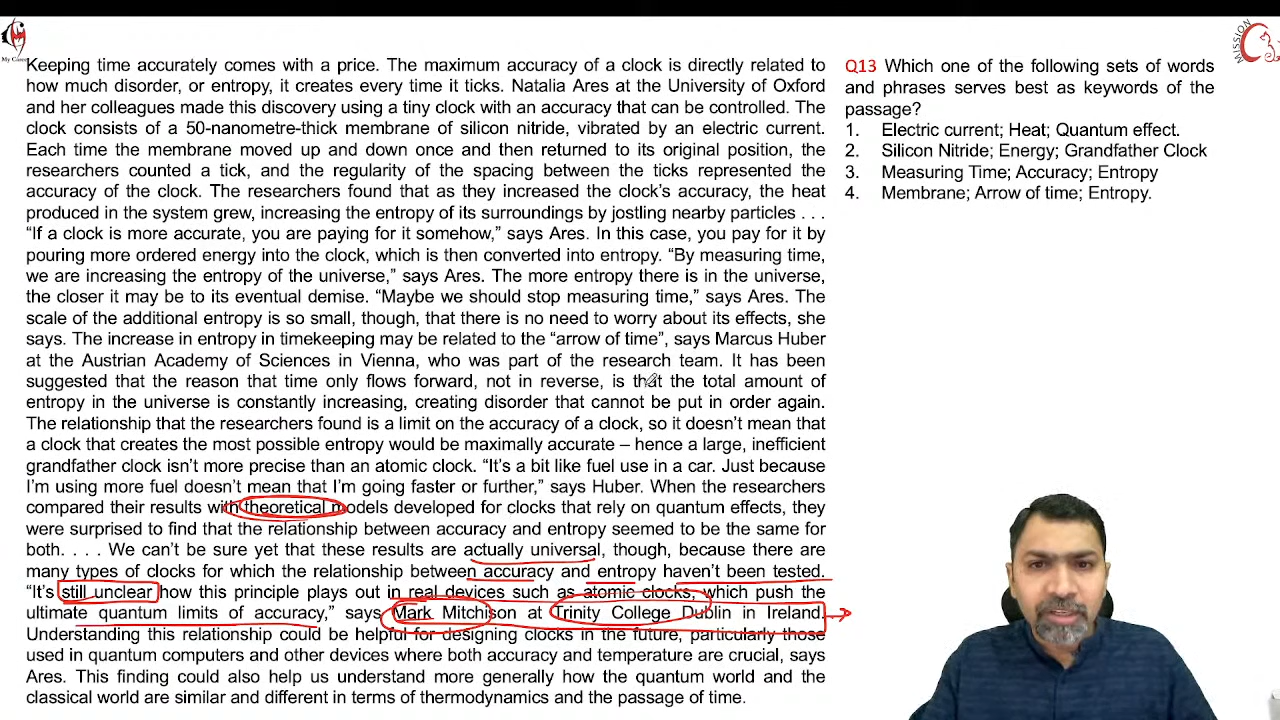 My Career
MISSION
Keeping time accurately comes with a price. The maximum accuracy of a clock is directly related to
how much disorder, or entropy, it creates every time it ticks. Natalia Ares at the University of Oxford
and her colleagues made this discovery using a tiny clock with an accuracy that can be controlled. The
clock consists of a 50-nanometre-thick membrane of silicon nitride, vibrated by an electric current.
Each time the membrane moved up and down once and then returned to its original position, the
researchers counted a tick, and the regularity of the spacing between the ticks represented the
accuracy of the clock. The researchers found that as they increased the clock's accuracy, the heat
produced in the system grew, increasing the entropy of its surroundings by jostling nearby particles . . .
“If a clock is more accurate, you are paying for it somehow,” says Ares. In this case, you pay for it by
pouring more ordered energy into the clock, which is then converted into entropy. “By measuring time,
we are increasing the entropy of the universe,” says Ares. The more entropy there is in the universe,
the closer it may be to its eventual demise. “Maybe we should stop measuring time,” says Ares. The
scale of the additional entropy is so small, though, that there is no need to worry about its effects, she
says. The increase in entropy in timekeeping may be related to the “arrow of time”, says Marcus Huber
at the Austrian Academy of Sciences in Vienna, who was part of the research team. It has been
suggested that the reason that time only flows forward, not in reverse, is that the total amount of
entropy in the universe is constantly increasing, creating disorder that cannot be put in order again.
The relationship that the researchers found is a limit on the accuracy of a clock, so it doesn't mean that
a clock that creates the most possible entropy would be maximally accurate – hence a large, inefficient
grandfather clock isn't more precise than an atomic clock. “It's a bit like fuel use in a car. Just because
I'm using more fuel doesn't mean that I'm going faster or further,” says Huber. When the researchers
compared their results with theoretical models developed for clocks that rely on quantum effects, they
were surprised to find that the relationship between accuracy and entropy seemed to be the same for
both. . . . We can't be sure yet that these results are actually universal, though, because there are
many types of clocks for which the relationship between accuracy and entropy haven't been tested.
“It's still unclear how this principle plays out in real devices such as atomic clocks, which push the
ultimate quantum limits of accuracy,” says Mark Mitchison at Trinity College Dublin in Ireland.
Understanding this relationship could be helpful for designing clocks in the future, particularly those
used in quantum computers and other devices where both accuracy and temperature are crucial, says
Ares. This finding could also help us understand more generally how the quantum world and the
classical world are similar and different in terms of thermodynamics and the passage of time.
Q13 Which one of the following sets of words
and phrases serves best as keywords of the
passage?
1. Electric current; Heat; Quantum effect.
2. Silicon Nitride; Energy; Grandfather Clock
3. Measuring Time; Accuracy; Entropy
4. Membrane; Arrow of time; Entropy.